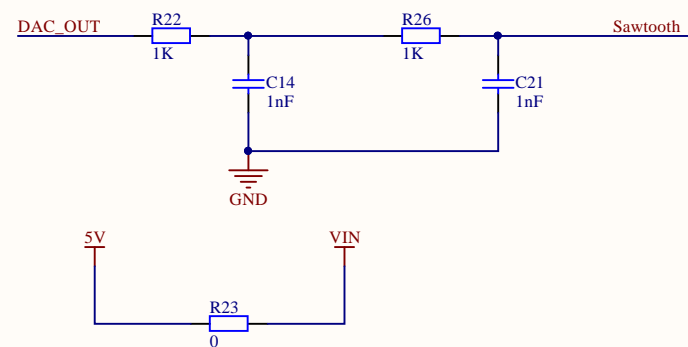 DAC_OUT
R22
1K
R26
1K
Sawtooth
C14
1nF
C21
1nF
GND
5V
VIN
R23
0